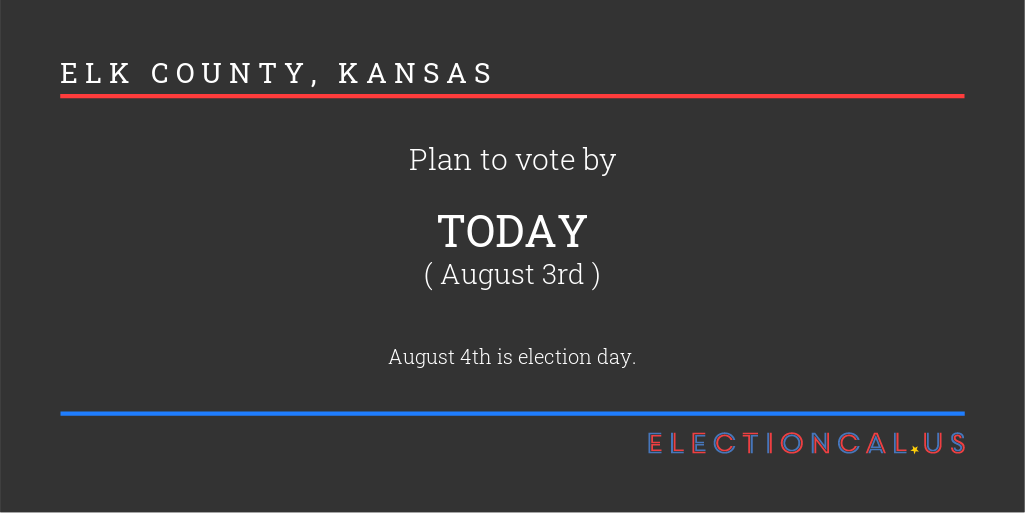 ELK COUNTY, KANSAS
Plan to vote by
TODAY
( August 3rd )
August 4th is election day.
ELECTIONCAL.US